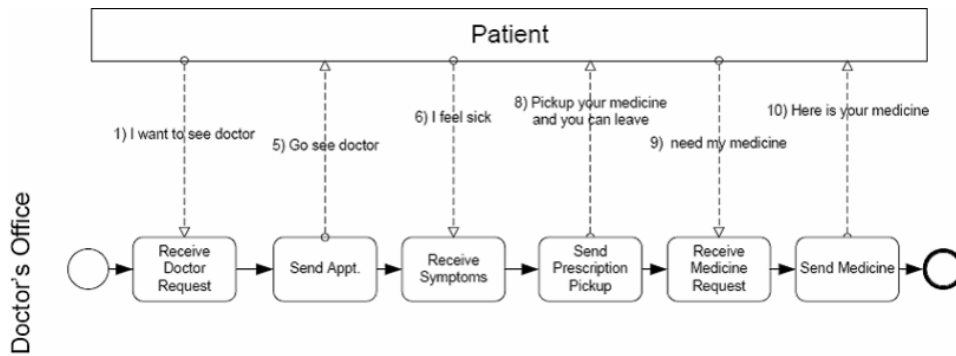 Patient
1) I want to see doctor
5) Go see doctor
6) I feel sick
8) Pickup your medicine
and you can leave
9) need my medicine
10) Here is your medicine
Doctor's Office
Receive
Doctor
Request
Send Appt.
Receive
Symptoms
Send
Prescription
Pickup
Receive
Medicine
Request
Send Medicine